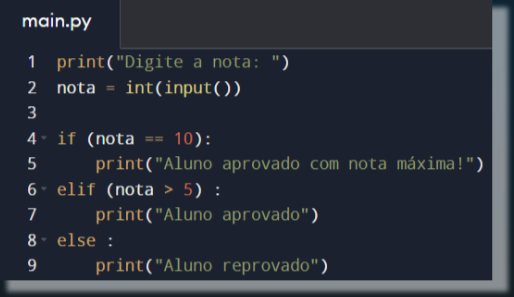 main.py
1 print("Digite a nota: ")
2 nota = int(input())
3
4 if (nota == 10):
5     print("Aluno aprovado com nota máxima!")
6 elif (nota > 5) :
7     print("Aluno aprovado")
8 else :
9     print("Aluno reprovado")